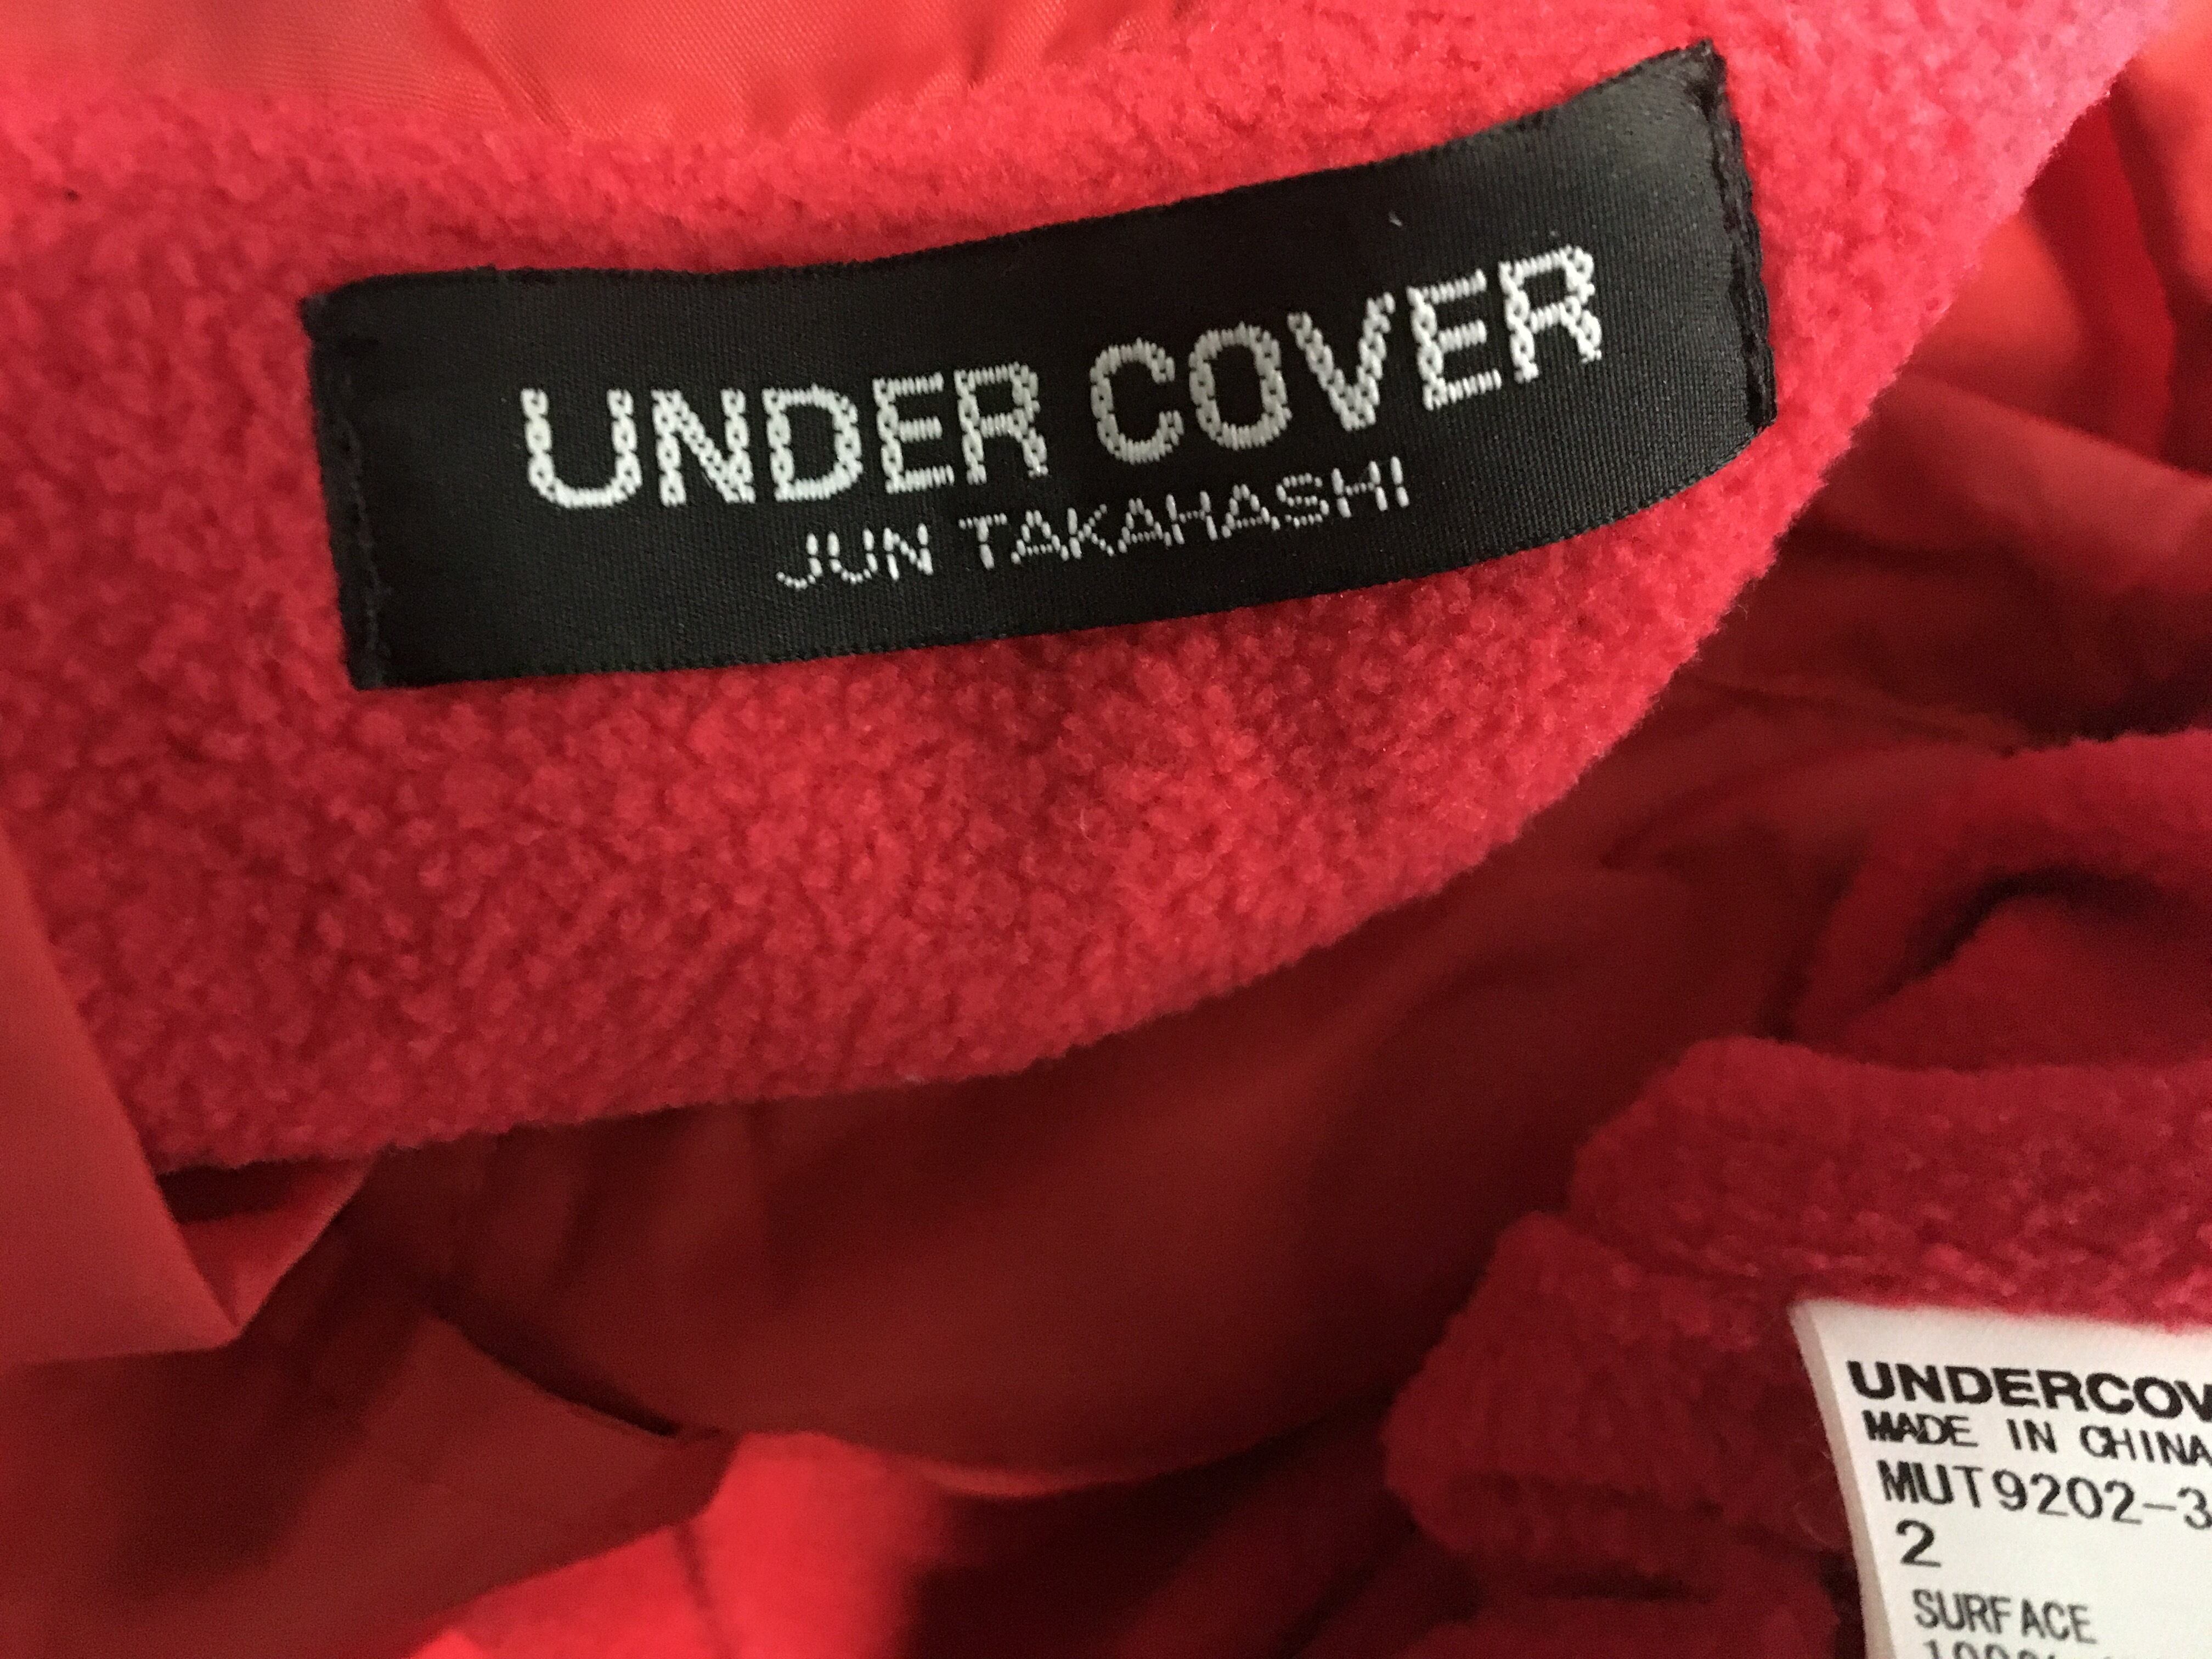 UNDER COVER
JUN TAKAHASHI
UNDERCOV
MADE IN CHINA
MUT9202-3
2
SURFACE